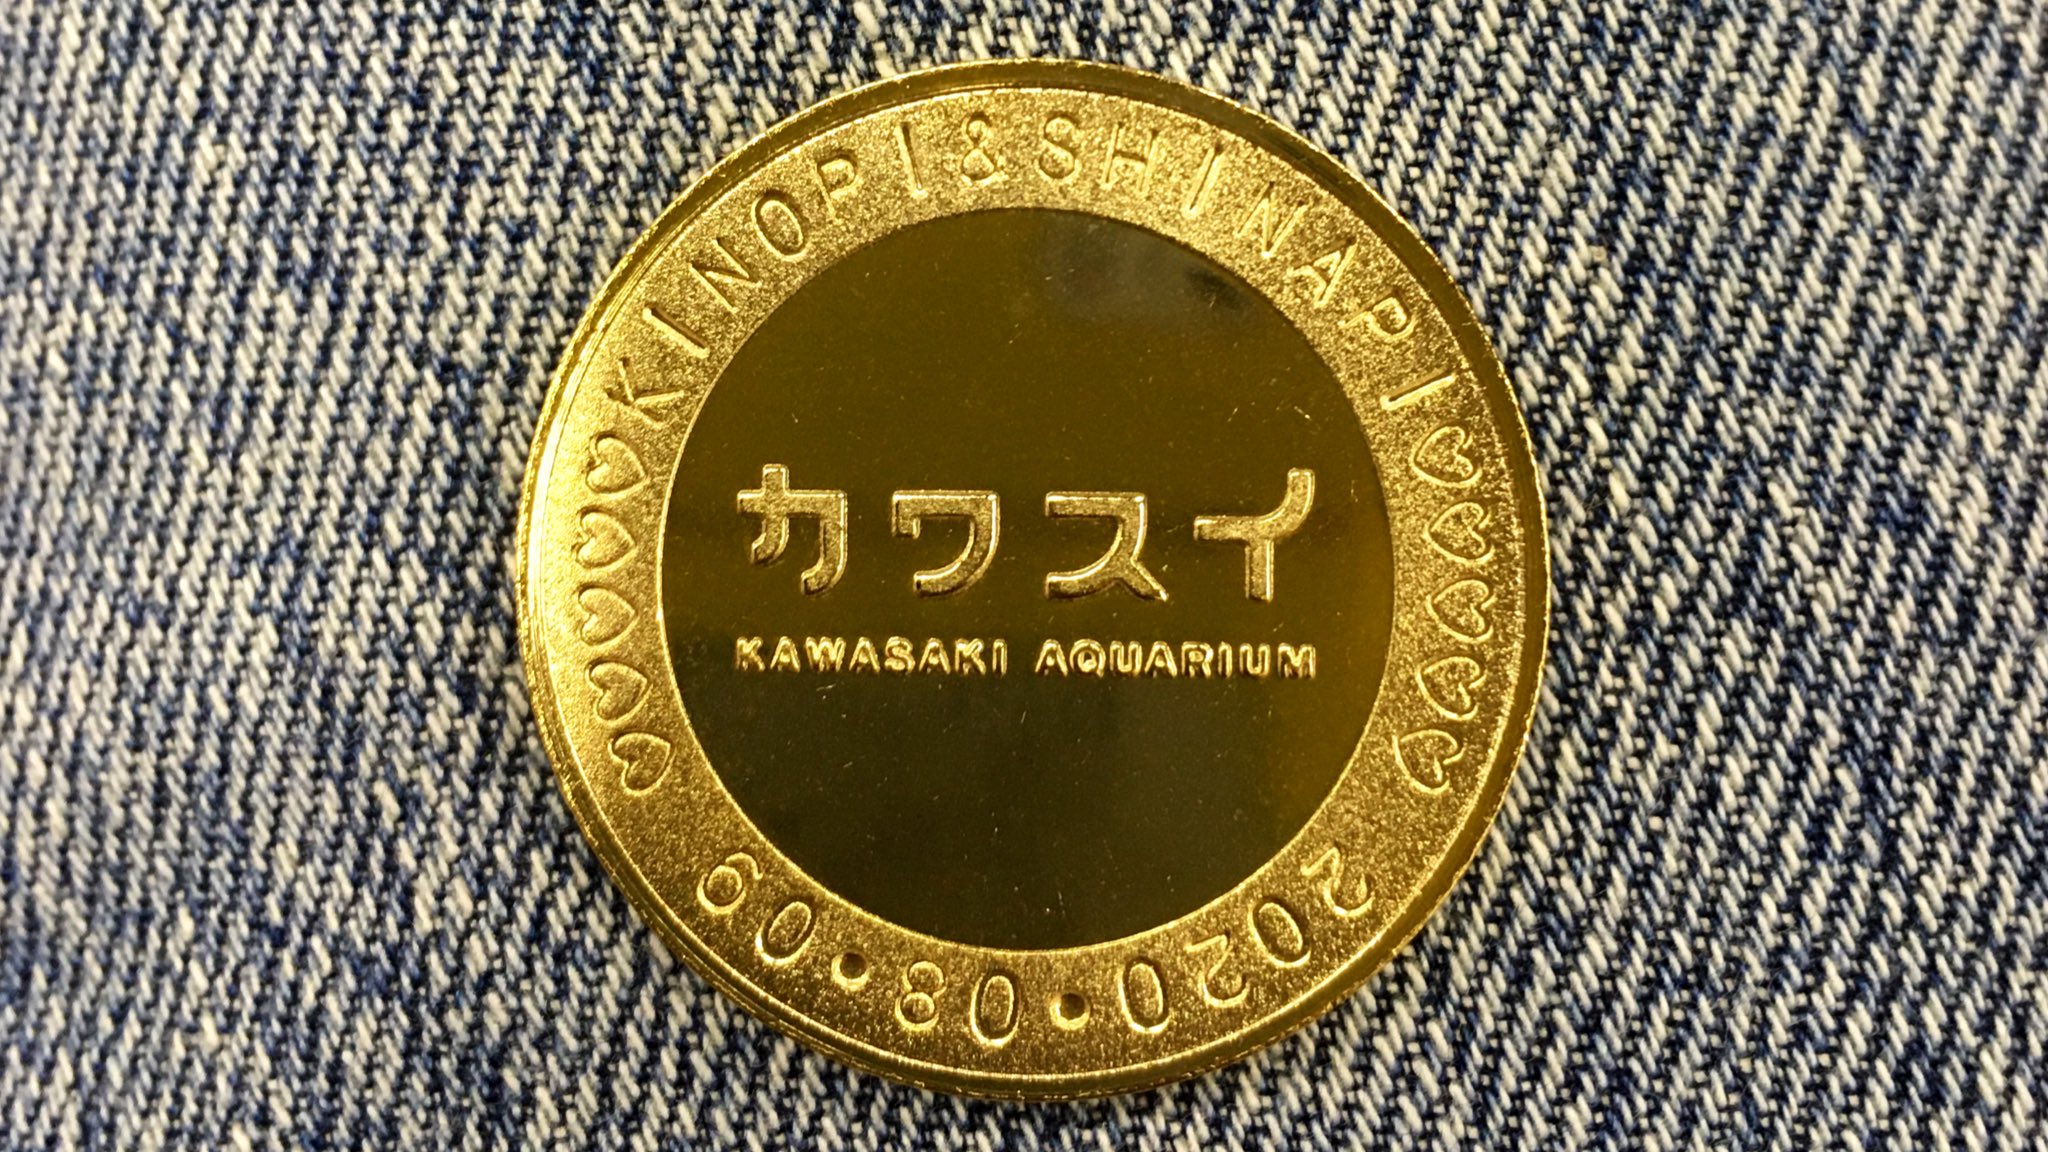 ♡♡♡♡♡KINOPI&SHINAPI♡♡♡♡♡
カワスイ
KAWASAKI AQUARIUM
2020・08・09